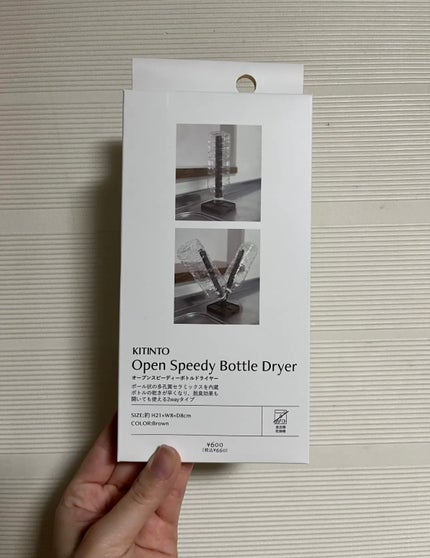 KITINTO
Open Speedy Bottle Dryer
オープンスピーディーボトルドライヤー
ボール状の多孔質セラミックスを内蔵
ボトルの乾きが早くなり、脱臭効果も
開いても使える2wayタイプ
SIZE:約 H21×W8×D8cm
COLOR:Brown
¥600
(税込¥660)